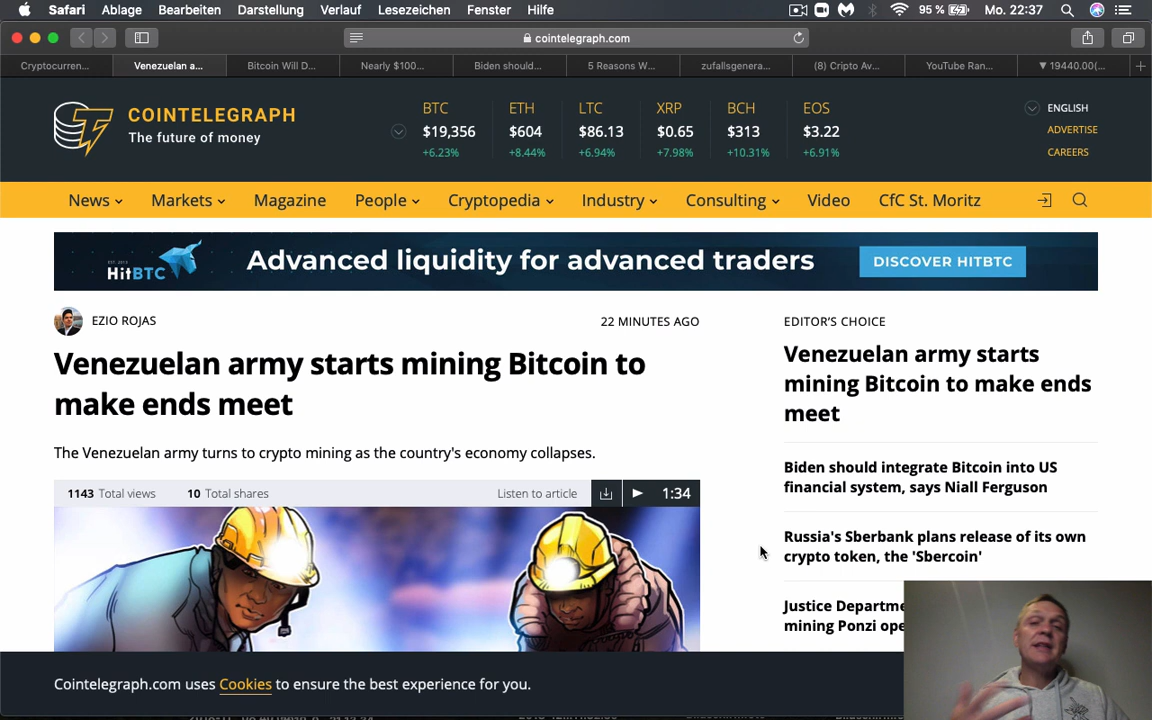 Safari Ablage Bearbeiten Darstellung Verlauf Lesezeichen Fenster Hilfe 95 % Mo. 22:37
cointelegraph.com
Cryptocurren... Venezuelan a... Bitcoin Will D... Nearly $100... Biden should... 5 Reasons W... zufallsgenera... (8) Cripto Av... YouTube Ran... ▼ 19440.00(...
COINTELEGRAPH
The future of money
BTC ETH LTC XRP BCH EOS
$19,356 $604 $86.13 $0.65 $313 $3.22
+6.23% +8.44% +6.94% +7.98% +10.31% +6.91%
ENGLISH
ADVERTISE
CAREERS
News Markets Magazine People Cryptopedia Industry Consulting Video CfC St. Moritz
HitBTC Advanced liquidity for advanced traders DISCOVER HITBTC
EZIO ROJAS 22 MINUTES AGO
Venezuelan army starts mining Bitcoin to
make ends meet
The Venezuelan army turns to crypto mining as the country's economy collapses.
1143 Total views 10 Total shares Listen to article 1:34
EDITOR'S CHOICE
Venezuelan army starts
mining Bitcoin to make ends
meet
Biden should integrate Bitcoin into US
financial system, says Niall Ferguson
Russia's Sberbank plans release of its own
crypto token, the 'Sbercoin'
Justice Departme
mining Ponzi ope
Cointelegraph.com uses Cookies to ensure the best experience for you.